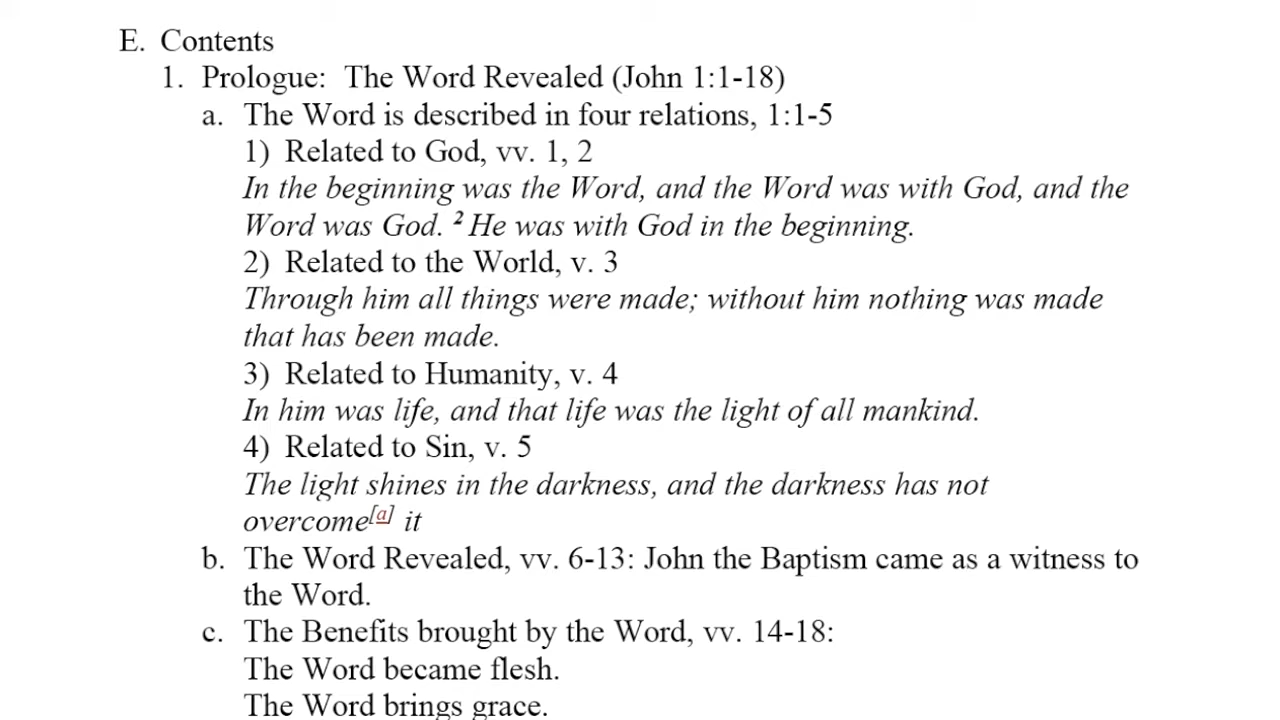 E. Contents
1. Prologue: The Word Revealed (John 1:1-18)
a. The Word is described in four relations, 1:1-5
1) Related to God, vv. 1, 2
In the beginning was the Word, and the Word was with God, and the
Word was God. 2 He was with God in the beginning.
2) Related to the World, v. 3
Through him all things were made; without him nothing was made
that has been made.
3) Related to Humanity, v. 4
In him was life, and that life was the light of all mankind.
4) Related to Sin, v. 5
The light shines in the darkness, and the darkness has not
overcome[a] it
b. The Word Revealed, vv. 6-13: John the Baptism came as a witness to
the Word.
c. The Benefits brought by the Word, vv. 14-18:
The Word became flesh.
The Word brings grace.